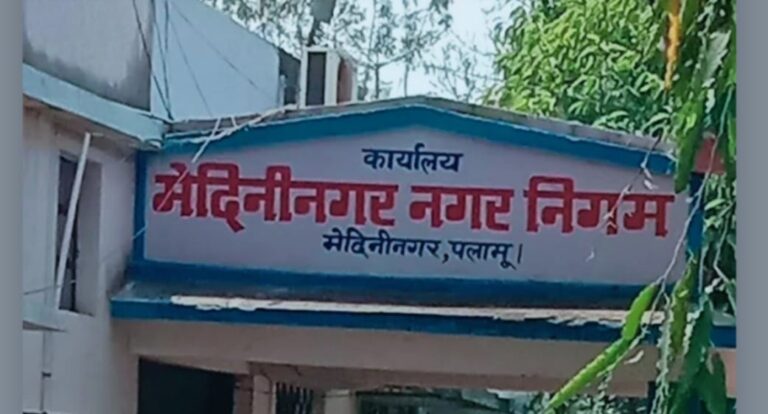 कार्यालय
मेदिनीनगर नगर निगम
मेदिनीनगर, पलामू।